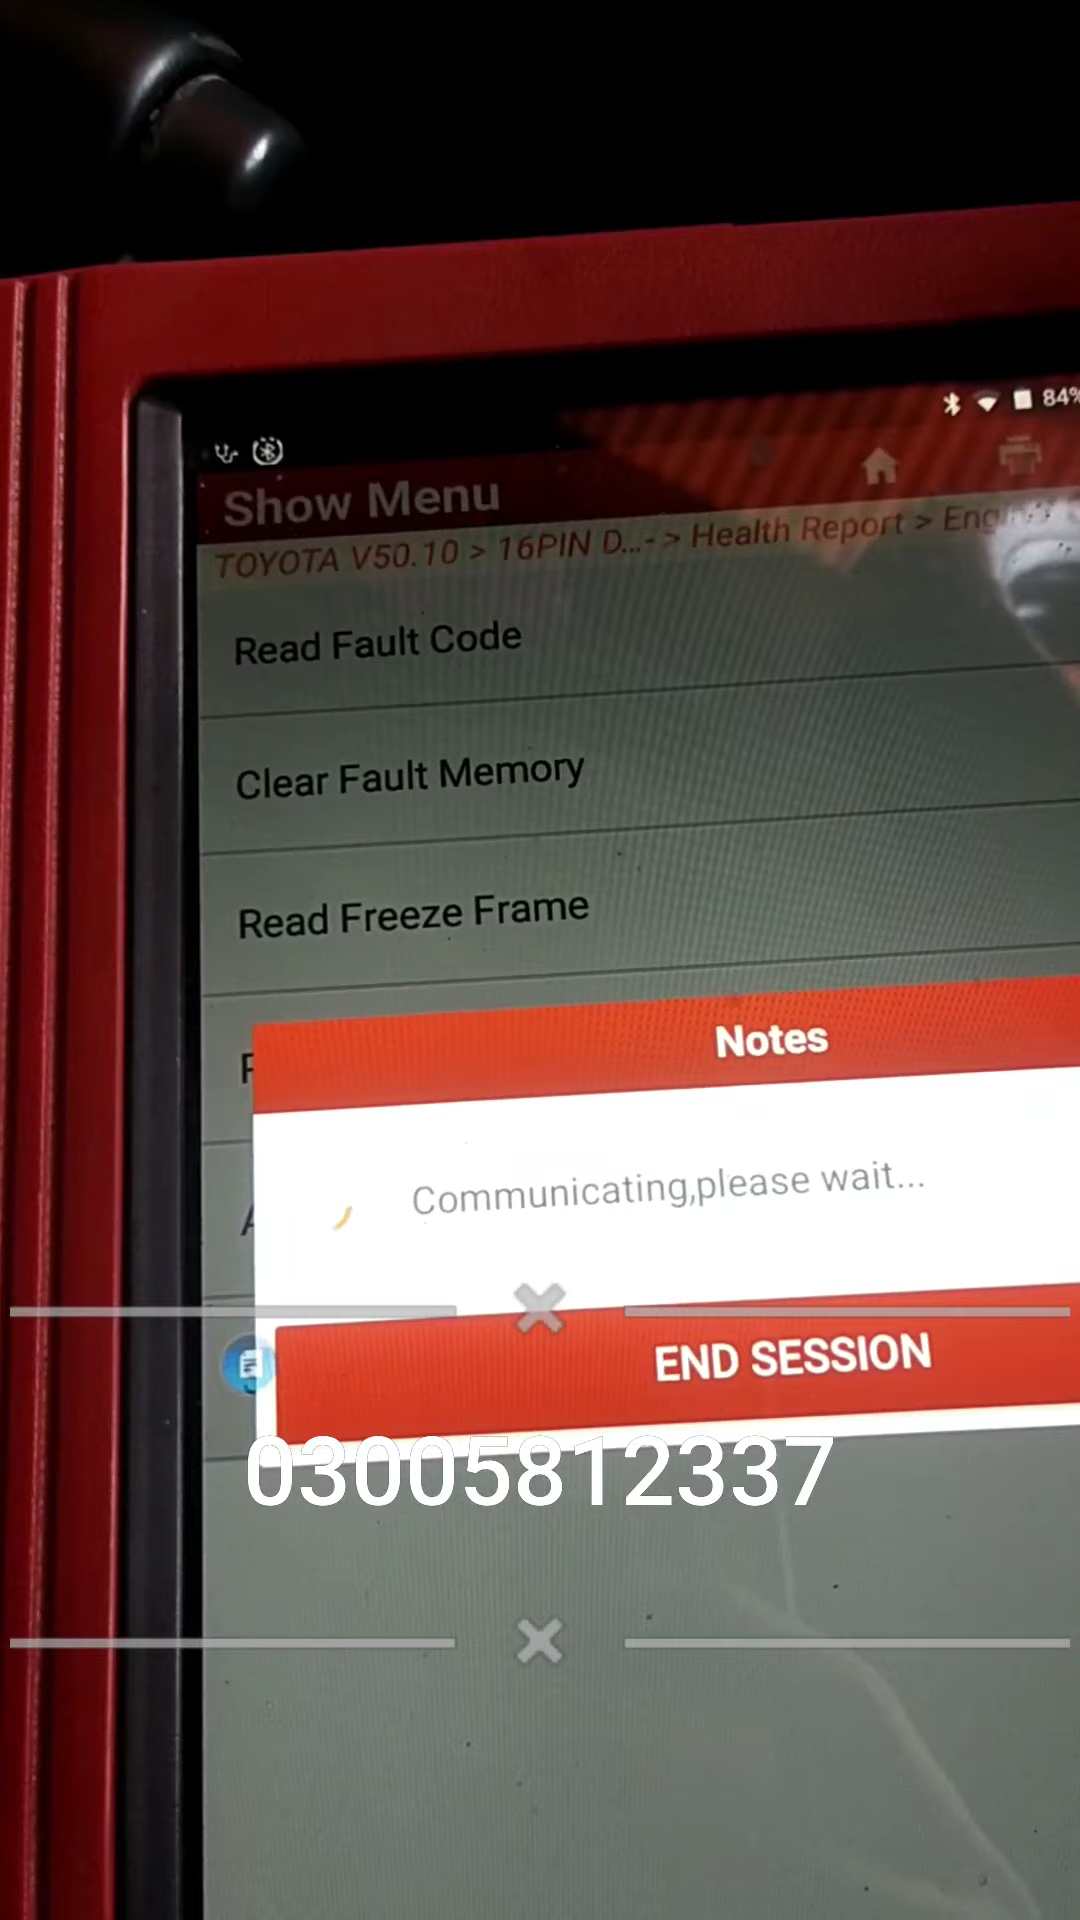 84%
Show Menu
TOYOTA V50.10 > 16PIN D...- > Health Report >
Read Fault Code
Clear Fault Memory
Read Freeze Frame
Notes
Communicating,please wait...
END SESSION
03005812337